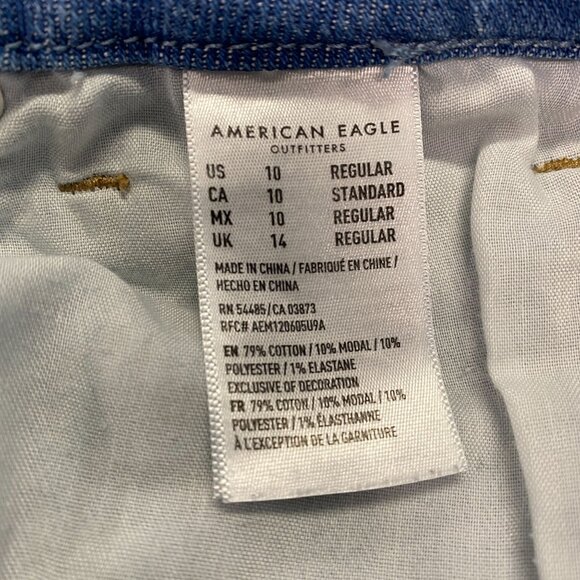 AMERICAN EAGLE
OUTFITTERS
US 10 REGULAR
CA 10 STANDARD
MX 10 REGULAR
UK 14 REGULAR
MADE IN CHINA / FABRIQUÉ EN CHINE /
HECHO EN CHINA
RN 54485/CA 03873
RFC# AEM120605U9A
EN 79% COTTON / 10% MODAL / 10%
POLYESTER / 1% ELASTANE
EXCLUSIVE OF DECORATION
FR 79% COTON / 10% MODAL / 10%
POLYESTER / 1% ÉLASTHANNE
À L'EXCEPTION DE LA GARNITURE